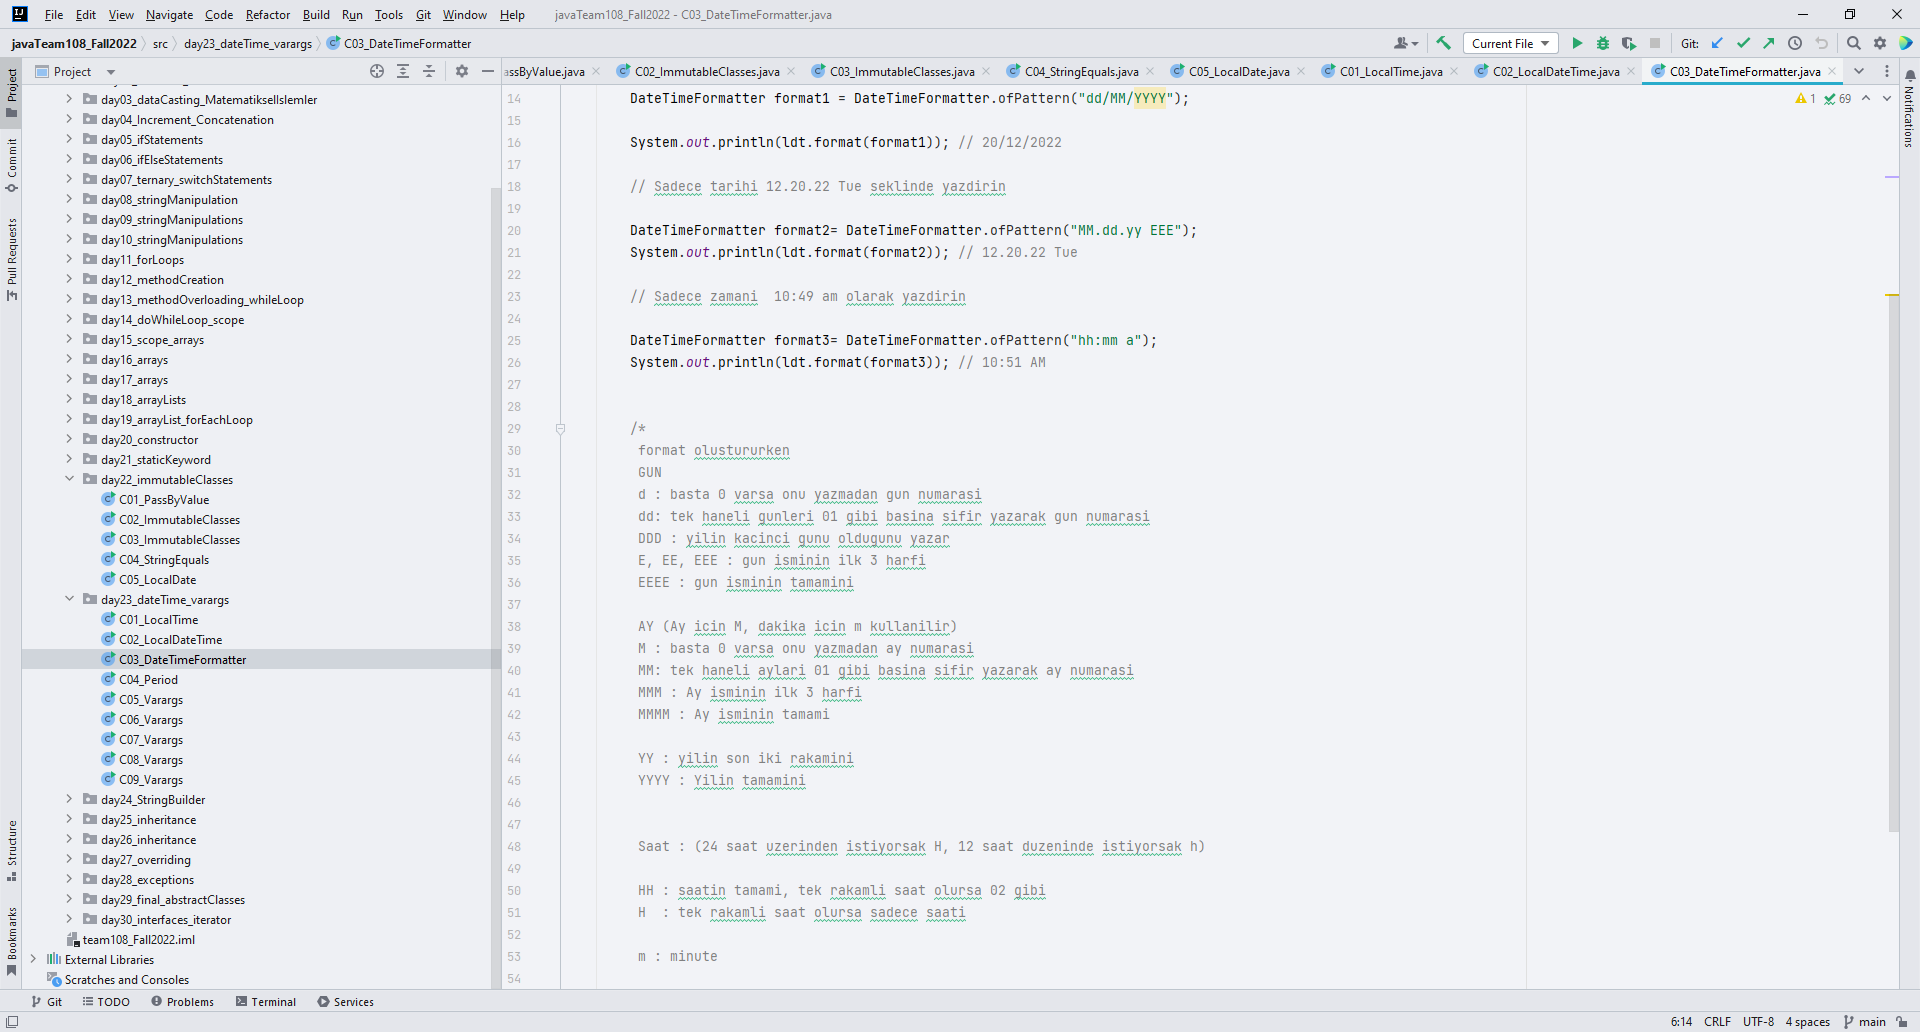 File Edit View Navigate Code Refactor Build Run Tools Git Window Help javaTeam108_Fall2022 - C03_DateTimeFormatter.java
javaTeam108_Fall2022 src day23_dateTime_varargs C03_DateTimeFormatter Current File Git:
Project assByValue.java C02_ImmutableClasses.java C03_ImmutableClasses.java C04_StringEquals.java C05_LocalDate.java C01_LocalTime.java C02_LocalDateTime.java C03_DateTimeFormatter.java
Project
Commit
Pull Requests
Structure
Bookmarks
Notifications
day03_dataCasting_MatematikselIslemler
day04_Increment_Concatenation
day05_ifStatements
day06_ifElseStatements
day07_ternary_switchStatements
day08_stringManipulation
day09_stringManipulations
day10_stringManipulations
day11_forLoops
day12_methodCreation
day13_methodOverloading_whileLoop
day14_doWhileLoop_scope
day15_scope_arrays
day16_arrays
day17_arrays
day18_arrayLists
day19_arrayList_forEachLoop
day20_constructor
day21_staticKeyword
day22_immutableClasses
C01_PassByValue
C02_ImmutableClasses
C03_ImmutableClasses
C04_StringEquals
C05_LocalDate
day23_dateTime_varargs
C01_LocalTime
C02_LocalDateTime
C03_DateTimeFormatter
C04_Period
C05_Varargs
C06_Varargs
C07_Varargs
C08_Varargs
C09_Varargs
day24_StringBuilder
day25_inheritance
day26_inheritance
day27_overriding
day28_exceptions
day29_final_abstractClasses
day30_interfaces_iterator
team108_Fall2022.iml
External Libraries
Scratches and Consoles
1 69
14 DateTimeFormatter format1 = DateTimeFormatter.ofPattern("dd/MM/YYYY");
15
16 System.out.println(ldt.format(format1)); // 20/12/2022
17
18 // Sadece tarihi 12.20.22 Tue seklinde yazdirin
19
20 DateTimeFormatter format2= DateTimeFormatter.ofPattern("MM.dd.yy EEE");
21 System.out.println(ldt.format(format2)); // 12.20.22 Tue
22
23 // Sadece zamani  10:49 am olarak yazdirin
24
25 DateTimeFormatter format3= DateTimeFormatter.ofPattern("hh:mm a");
26 System.out.println(ldt.format(format3)); // 10:51 AM
27
28
29 /*
30 format olustururken
31 GUN
32 d : basta 0 varsa onu yazmadan gun numarasi
33 dd: tek haneli gunleri 01 gibi basina sifir yazarak gun numarasi
34 DDD : yilin kacinci gunu oldugunu yazar
35 E, EE, EEE : gun isminin ilk 3 harfi
36 EEEE : gun isminin tamamini
37
38 AY (Ay icin M, dakika icin m kullanilir)
39 M : basta 0 varsa onu yazmadan ay numarasi
40 MM: tek haneli aylari 01 gibi basina sifir yazarak ay numarasi
41 MMM : Ay isminin ilk 3 harfi
42 MMMM : Ay isminin tamami
43
44 YY : yilin son iki rakamini
45 YYYY : Yilin tamamini
46
47
48 Saat : (24 saat uzerinden istiyorsak H, 12 saat duzeninde istiyorsak h)
49
50 HH : saatin tamami, tek rakamli saat olursa 02 gibi
51 H  : tek rakamli saat olursa sadece saati
52
53 m : minute
54
Git TODO Problems Terminal Services
6:14 CRLF UTF-8 4 spaces main